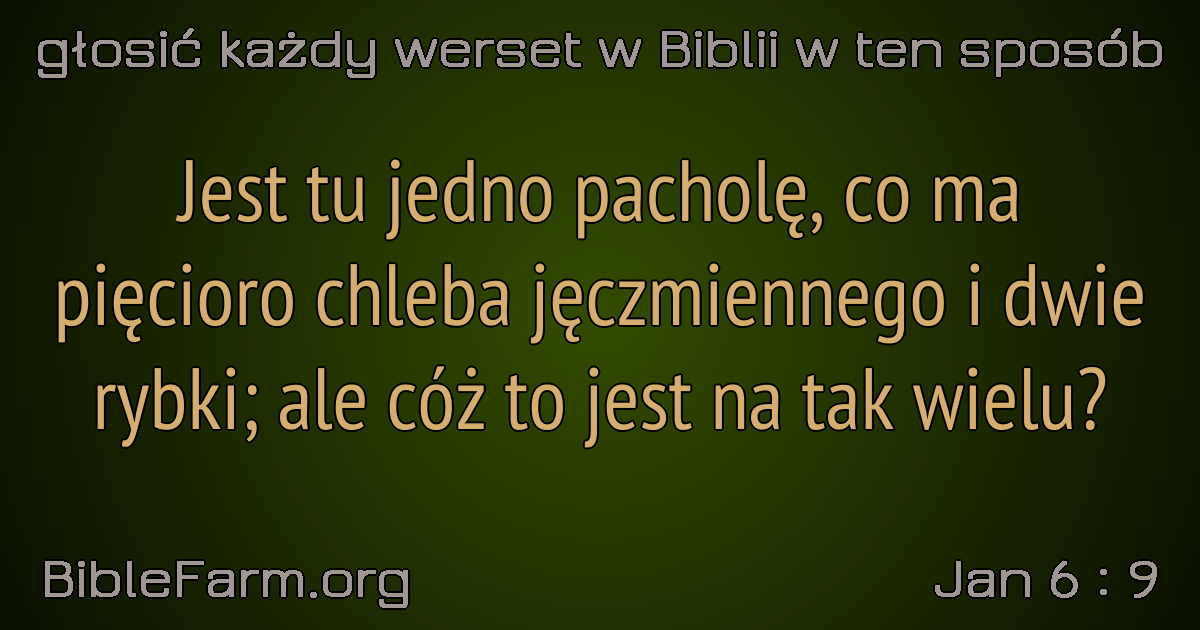 głosić każdy werset w Biblii w ten sposób
Jest tu jedno pacholę, co ma
pięcioro chleba jęczmiennego i dwie
rybki; ale cóż to jest na tak wielu?
BibleFarm.org
Jan 6 : 9